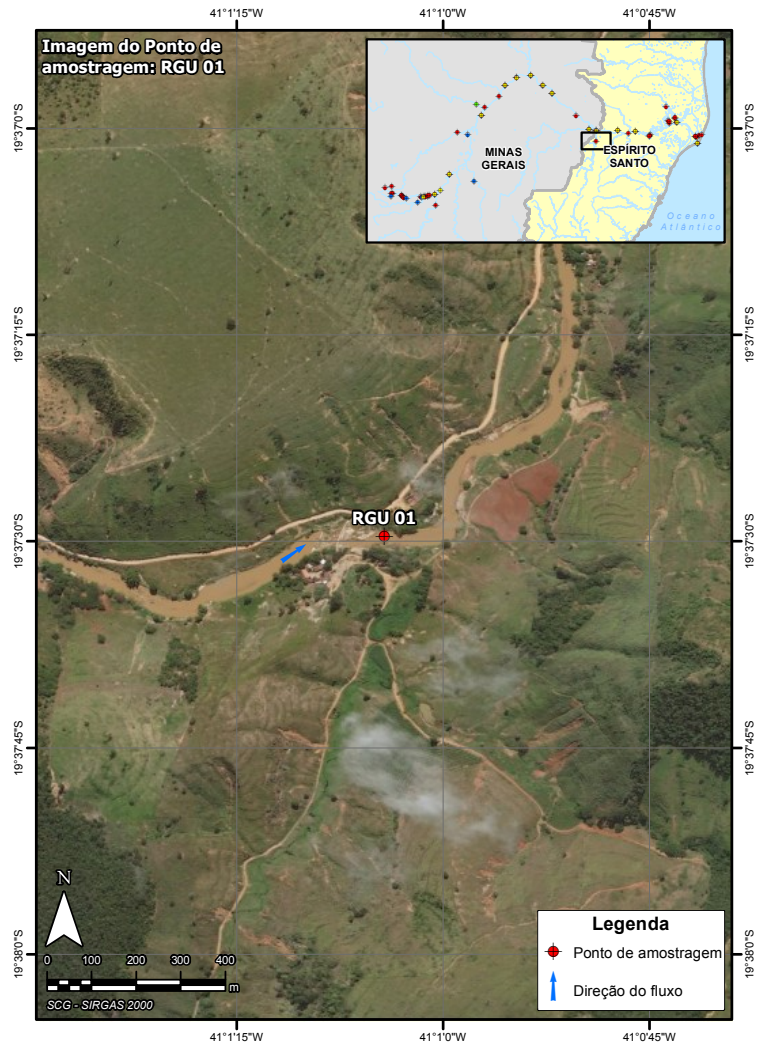 41°1'15"W
41°1'0"W
41°0'45"W
Imagem do Ponto de
amostragem: RGU 01
MINAS
GERAIS
ESPÍRITO
SANTO
Oceano
Atlântico
19°37'0"S
19°37'0"S
19°37'15"S
19°37'15"S
RGU 01
19°37'30"S
19°37'30"S
19°37'45"S
19°37'45"S
19°38'0"S
19°38'0"S
N
0 100 200 300 400
m
SCG - SIRGAS 2000
Legenda
Ponto de amostragem
Direção do fluxo
41°1'15"W
41°1'0"W
41°0'45"W